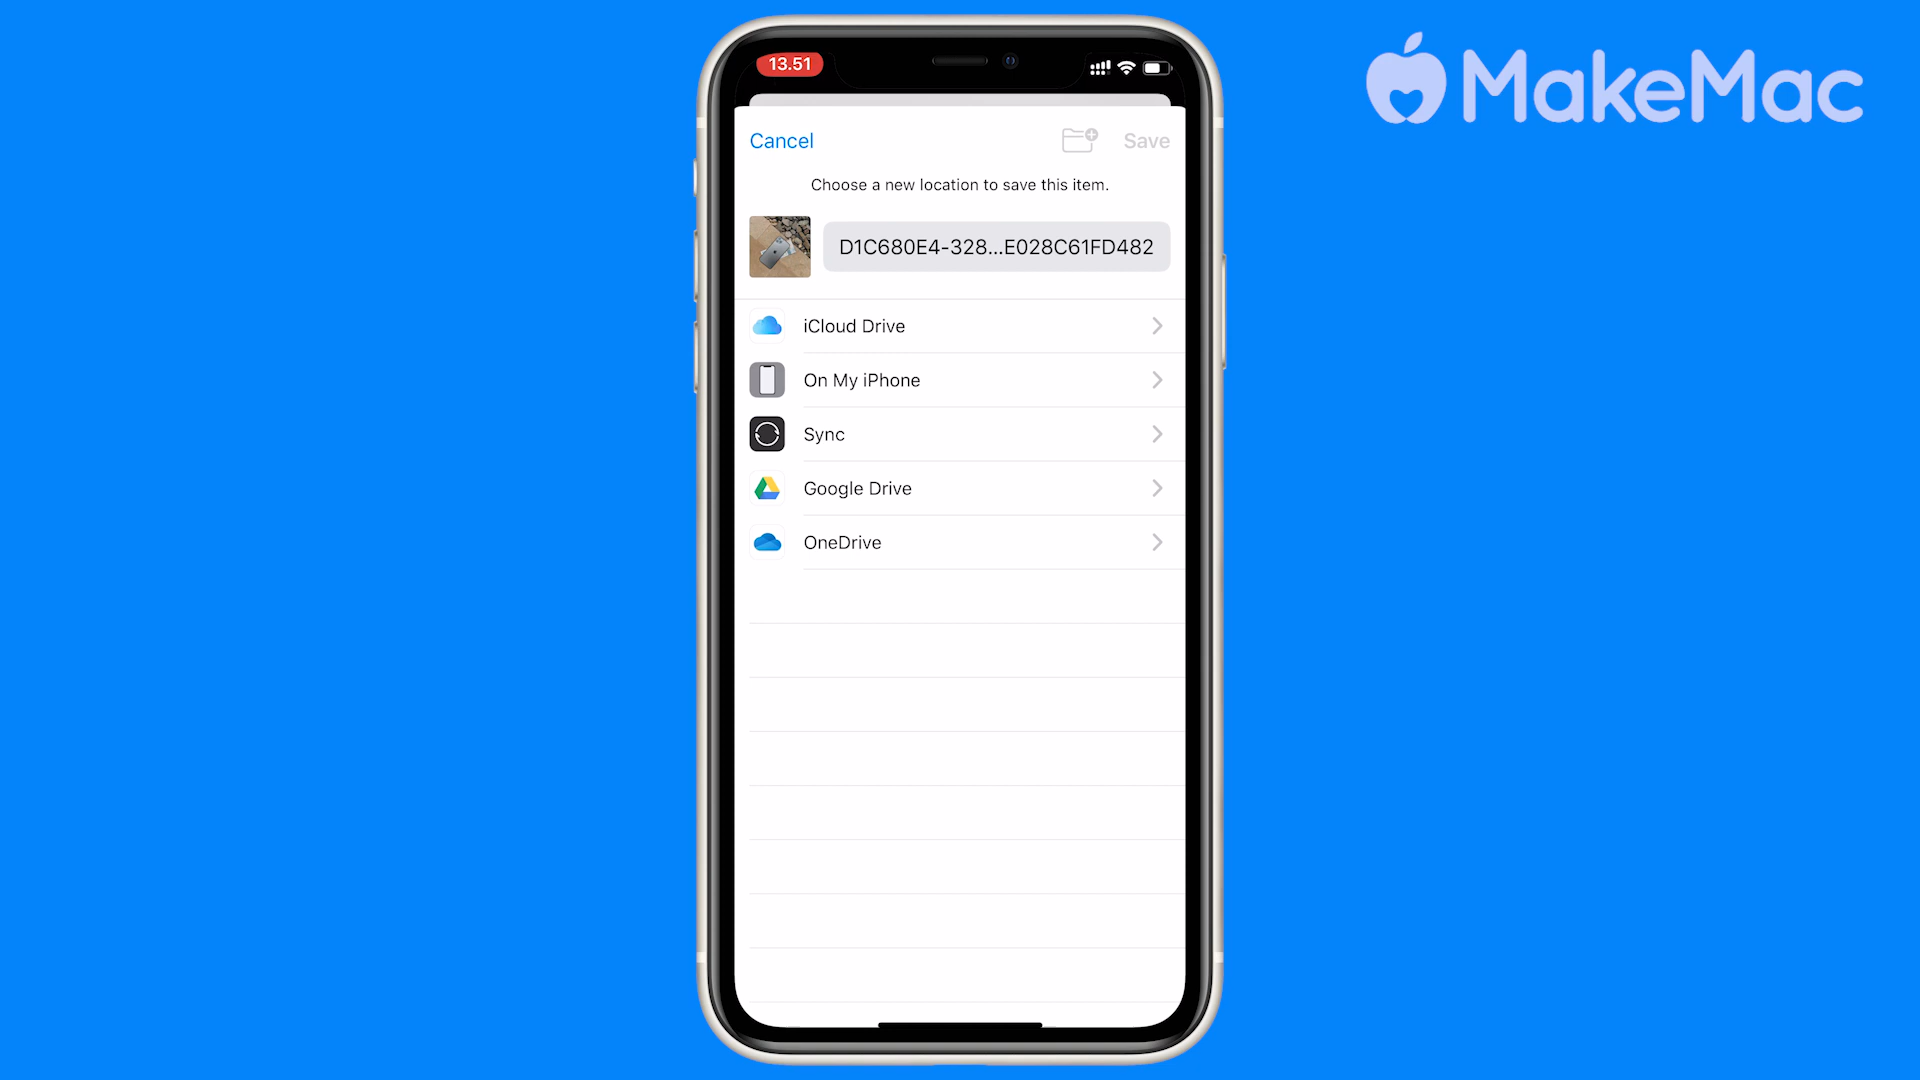 13.51
MakeMac
Cancel
Save
Choose a new location to save this item.
D1C680E4-328...E028C61FD482
iCloud Drive
On My iPhone
Sync
Google Drive
OneDrive